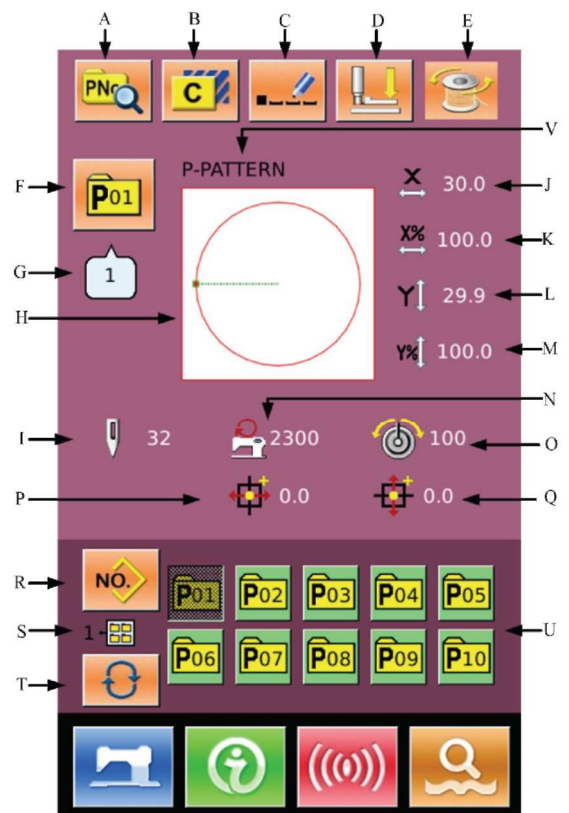 A B C D E
PNo C
V
P-PATTERN
F P01 X 30.0 J
G 1 X% 100.0 K
H Y 29.9 L
Y% 100.0 M
N
I 32 2300 100 O
P 0.0 0.0 Q
R NO. P01 P02 P03 P04 P05
S 1- U
T P06 P07 P08 P09 P10